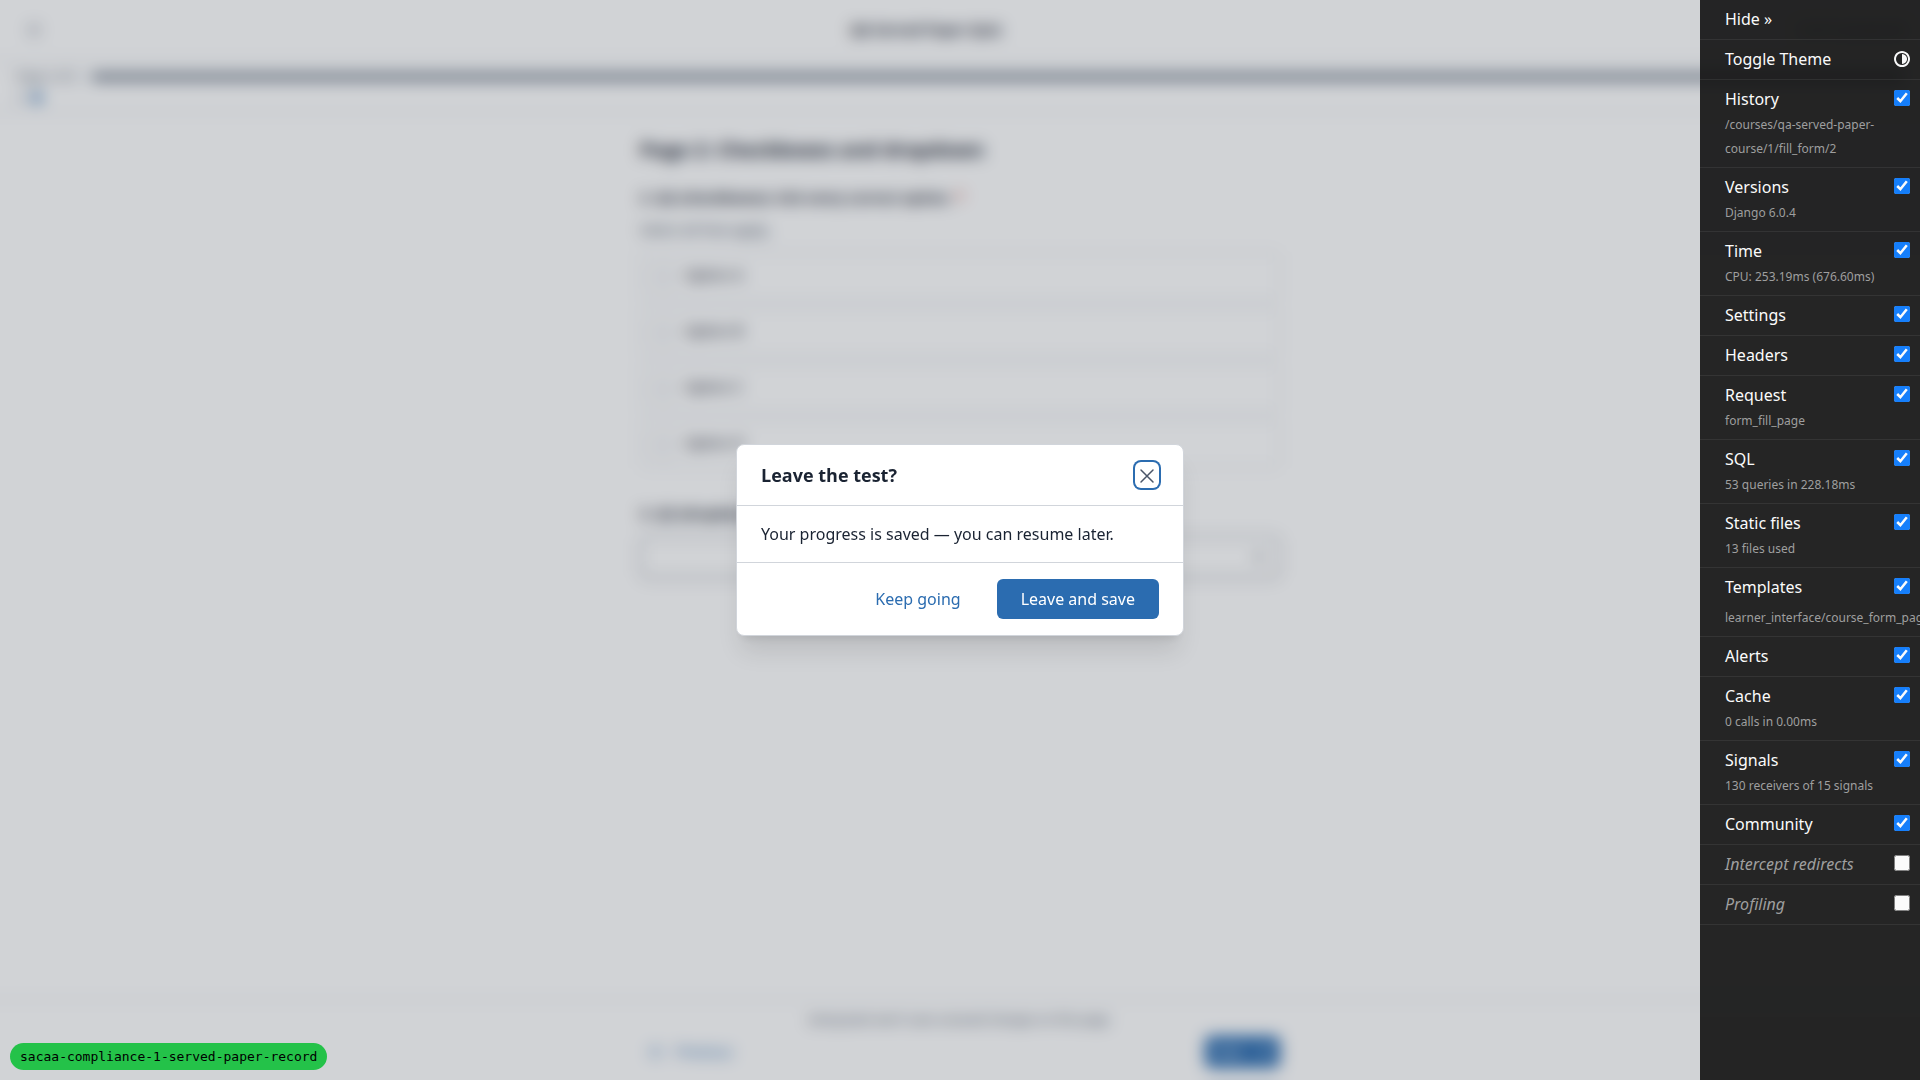 Hide »
Toggle Theme
History
/courses/qa-served-paper-
course/1/fill_form/2
Versions
Django 6.0.4
Time
CPU: 253.19ms (676.60ms)
Settings
Headers
Request
form_fill_page
SQL
53 queries in 228.18ms
Static files
13 files used
Templates
learner_interface/course_form_pag
Alerts
Cache
0 calls in 0.00ms
Signals
130 receivers of 15 signals
Community
Intercept redirects
Profiling
Leave the test?
Your progress is saved — you can resume later.
Keep going
Leave and save
sacaa-compliance-1-served-paper-record